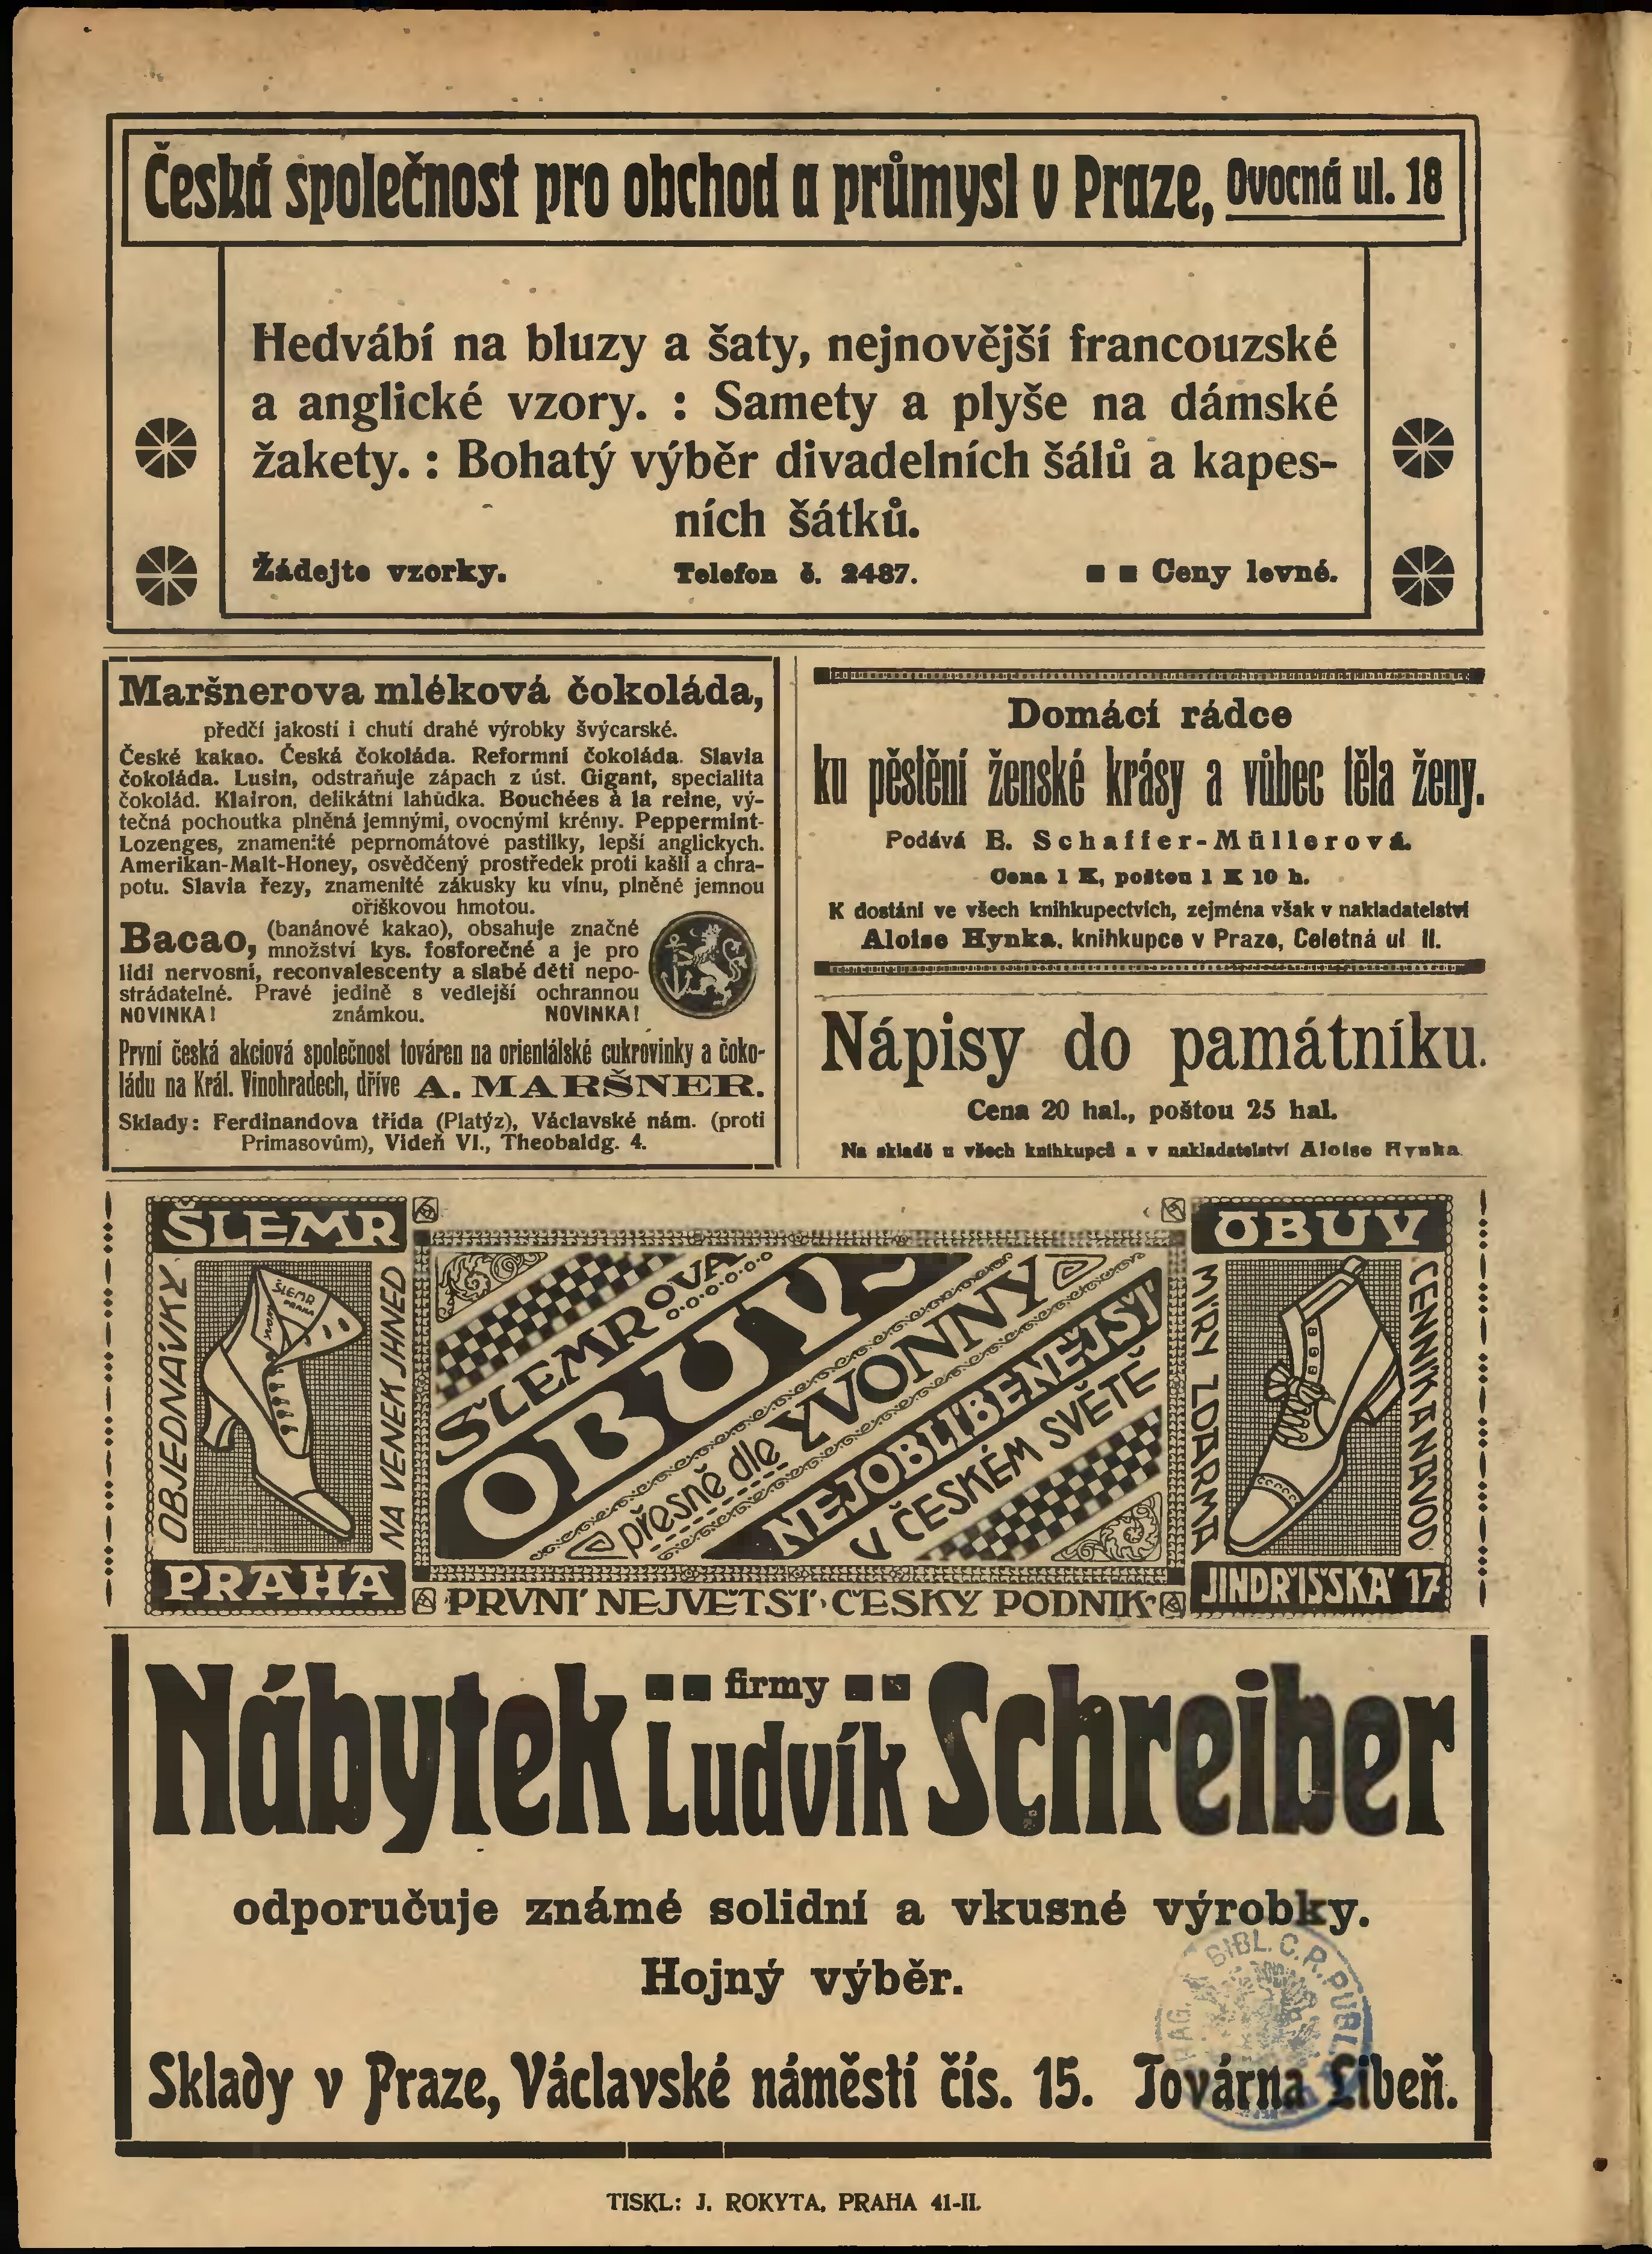 Česká společnost pro obchod a průmysl v Praze, Ovocná ul. 18
Hedvábí na bluzy a šaty, nejnovější francouzské
a anglické vzory. : Samety a plyše na dámské
žakety. : Bohatý výběr divadelních šálů a kapes-
ních šátků.
Žádejte vzorky. Telefon č. 2487. Ceny levné.
Maršnerova mléková čokoláda,
předčí jakostí i chutí drahé výrobky švýcarské.
České kakao. Česká čokoláda. Reformní čokoláda. Slavia
čokoláda. Lusin, odstraňuje zápach z úst. Gigant, specialita
čokolád. Klairon, delikátní lahůdka. Bouchées à la reine, vý-
tečná pochoutka plněná jemnými, ovocnými krémy. Peppermint-
Lozenges, znamenité peprnomátové pastilky, lepší anglických.
Amerikan-Malt-Honey, osvědčený prostředek proti kašli a chra-
potu. Slavia řezy, znamenité zákusky ku vínu, plněné jemnou
oříškovou hmotou.
Bacao, (banánové kakao), obsahuje značné
množství kys. fosforečné a je pro
lidi nervosní, reconvalescenty a slabé děti nepo-
strádatelné. Pravé jedině s vedlejší ochrannou
NOVINKA! známkou. NOVINKA!
První česká akciová společnost továren na orientálské cukrovinky a čoko-
ládu na Král. Vinohradech, dříve A. MARŠNER.
Sklady: Ferdinandova třída (Platýz), Václavské nám. (proti
Primasovům), Vídeň VI., Theobaldg. 4.
Domácí rádce
ku pěstění ženské krásy a vůbec těla ženy.
Podává E. Schaffer-Müllerová.
Cena 1 K, poštou 1 K 10 h.
K dostání ve všech knihkupectvích, zejména však v nakladatelství
Aloise Hynka, knihkupce v Praze, Celetná ul 11.
Nápisy do památníku.
Cena 20 hal., poštou 25 hal.
Na skladě u všech knihkupců a v nakladatelství Aloise Hynka
ŠLEMR
OBJEDNÁVKY
ŠLEMR
PRAHA
NA VENEK JHNED
PRAHA
ŠLEMROVA
OBUV-
přesně dle YVONNY
NEJOBLÍBENĚJŠÍ
V ČESKÉM SVĚTĚ
PRVNÍ NEJVĚTŠÍ ČESKÝ PODNIK
OBUV
MÍRY ZDARMA
CENNÍK A NÁVOD
JINDŘIŠSKÁ 17
Nábytek firmy Ludvík Schreiber
odporučuje známé solidní a vkusné výrobky.
Hojný výběr.
BIBL. C. R. PUBL.
Sklady v Praze, Václavské náměstí čís. 15. Továrna Libeň.
TISKL: J. ROKYTA, PRAHA 41-II.